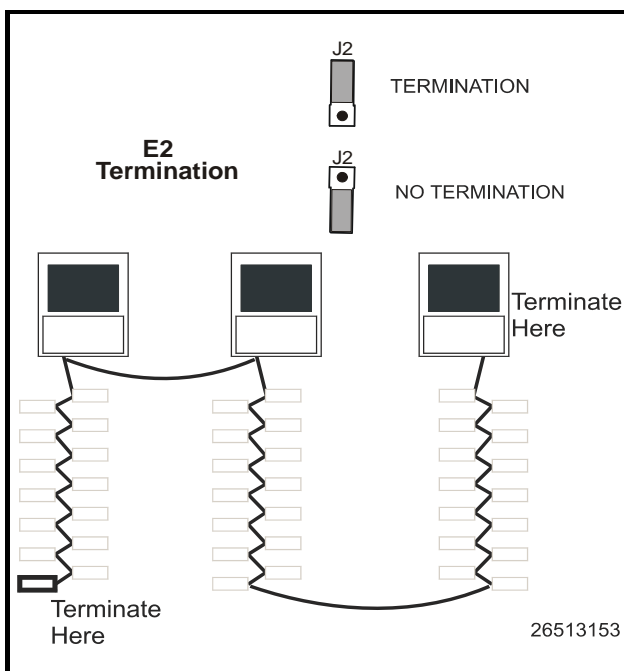 J2
TERMINATION
E2
Termination
J2
NO TERMINATION
Terminate
Here
Terminate
Here
26513153